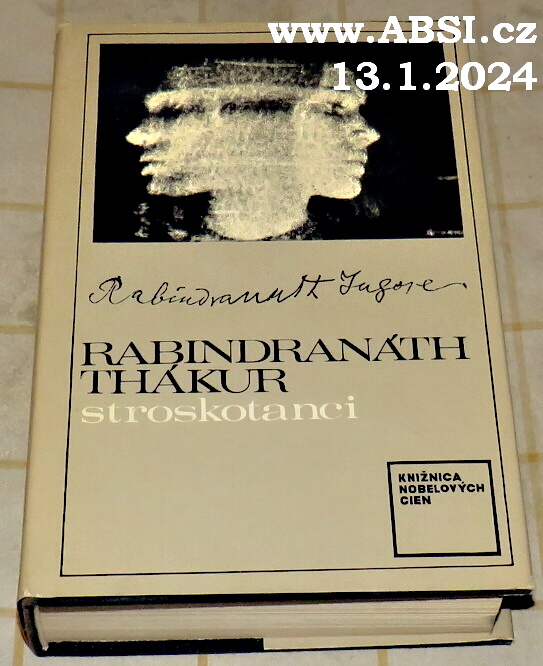 www.ABSI.cz
13.1.2024
Rabindranath Tagore
RABINDRANÁTH
THÁKUR
stroskotanci
KNIŽNICA
NOBELOVÝCH
CIEN